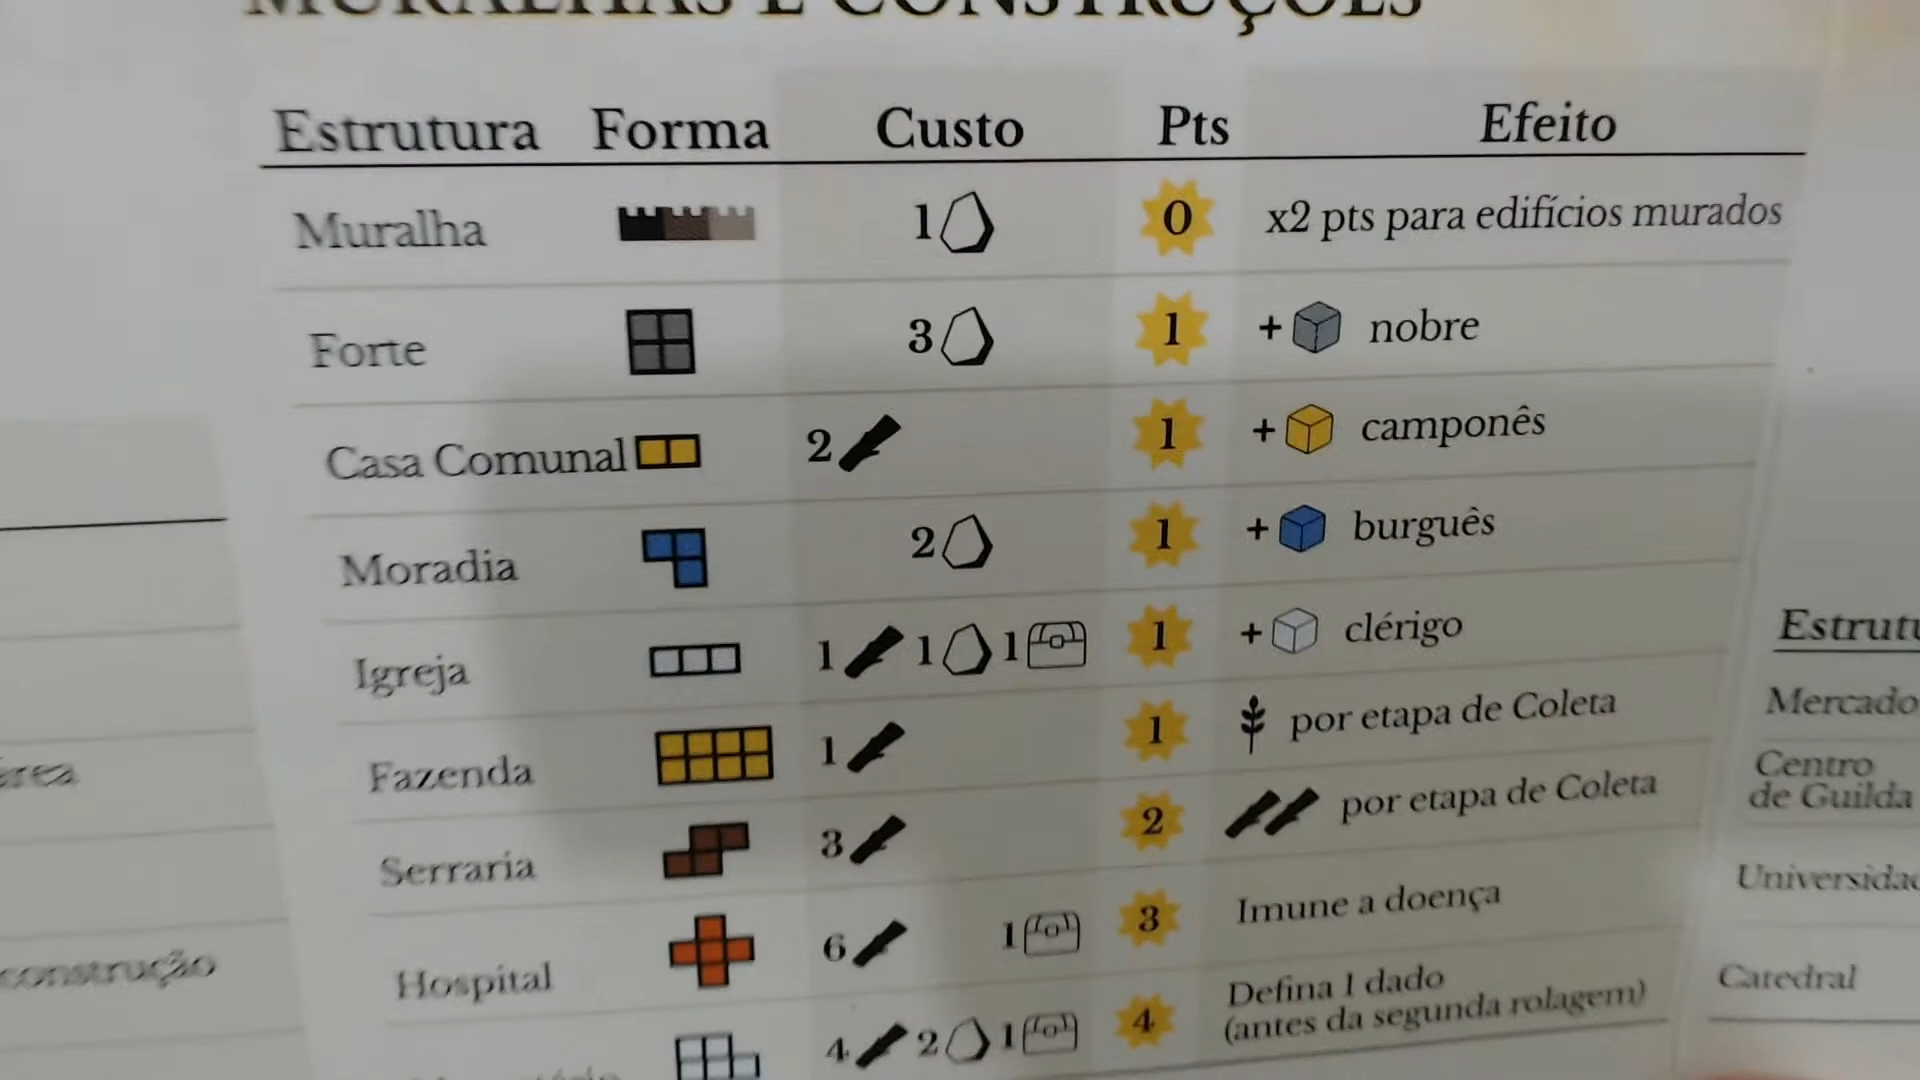 MURALHAS E CONSTRUÇÕES
Estrutura Forma Custo Pts Efeito
Muralha 1 0 x2 pts para edifícios murados
Forte 3 1 + nobre
Casa Comunal 2 1 + camponês
Moradia 2 1 + burguês
Igreja 1 1 1 1 + clérigo
Fazenda 1 1 por etapa de Coleta
Serraria 3 2 por etapa de Coleta
Hospital 6 1 3 Imune a doença
4 2 1 4 Defina 1 dado
(antes da segunda rolagem)
construção
Mercado
Centro
de Guilda
Catedral